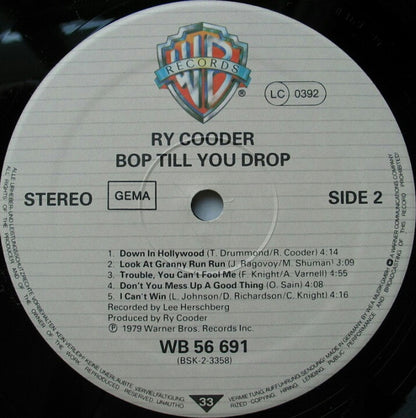 WB
RECORDS
®
LC 0392
RY COODER
BOP TILL YOU DROP
STEREO
GEMA
SIDE 2
1. Down In Hollywood (T. Drummond/R. Cooder) 4:14
2. Look At Granny Run Run (J. Ragovoy/M. Shuman) 3:09
3. Trouble, You Can't Fool Me (F. Knight/A. Varnell) 4:55
4. Don't You Mess Up A Good Thing (O. Sain) 4:08
5. I Can't Win (L. Johnson/D. Richardson/C. Knight) 4:16
Recorded by Lee Herschberg
Produced by Ry Cooder
℗ 1979 Warner Bros. Records Inc.
WB 56 691
(BSK-2-3358)
33